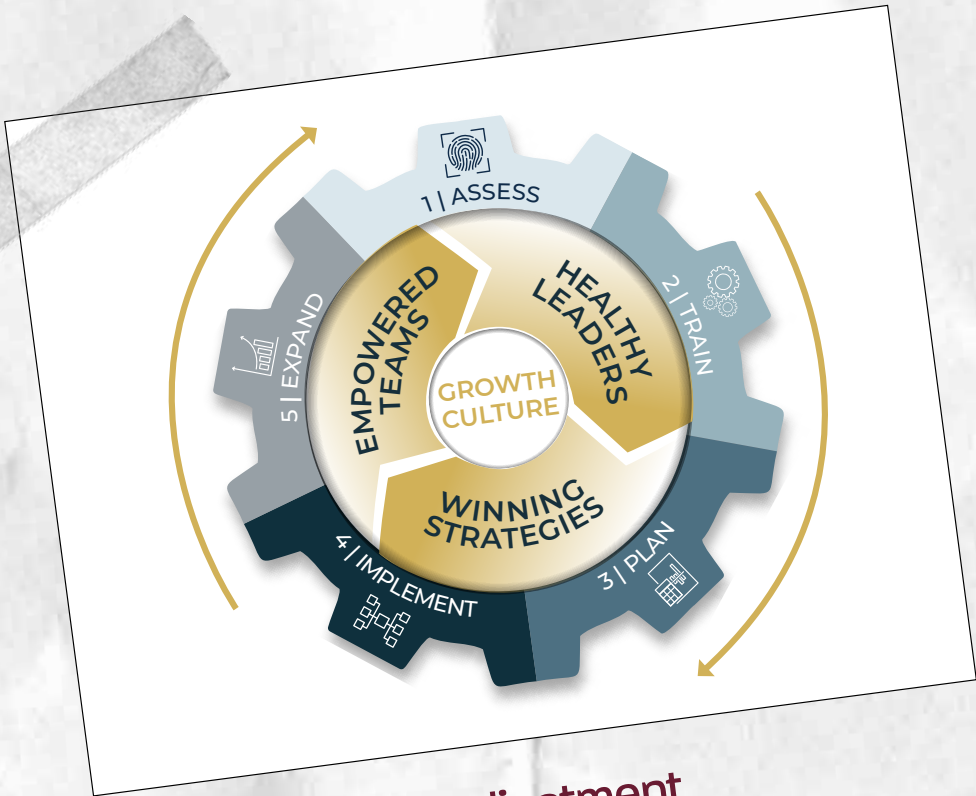 1 | ASSESS
2 | TRAIN
3 | PLAN
4 | IMPLEMENT
5 | EXPAND
HEALTHY
LEADERS
WINNING
STRATEGIES
EMPOWERED
TEAMS
GROWTH
CULTURE